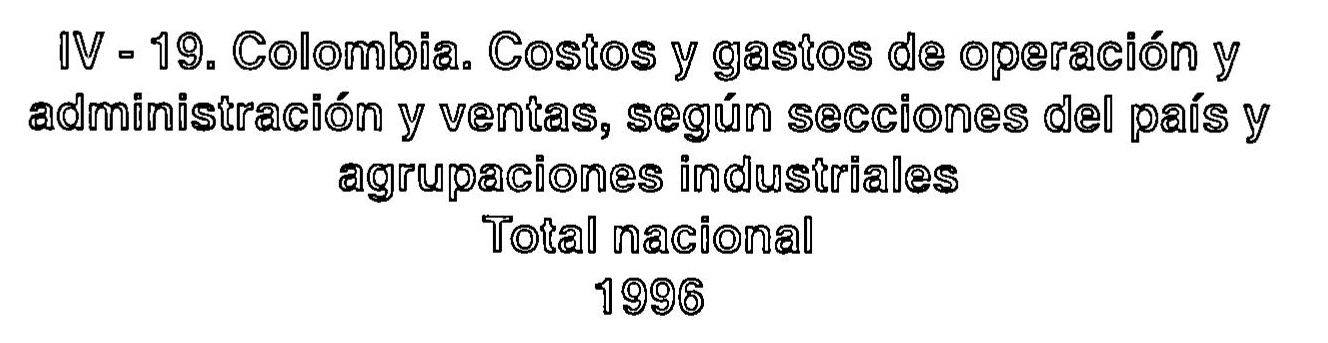 IV - 19. Colombia. Costos y gastos de operación y
administración y ventas, según secciones del país y
agrupaciones industriales
Total nacional
1996